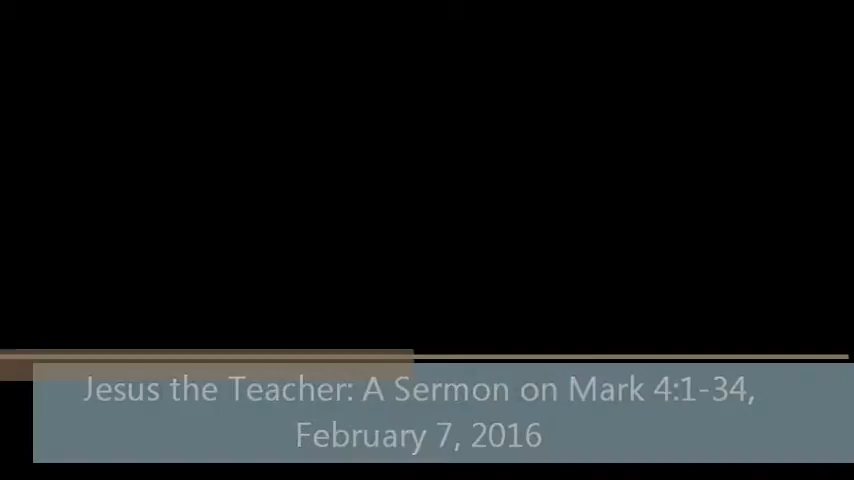 Jesus the Teacher: A Sermon on Mark 4:1-34,
February 7, 2016